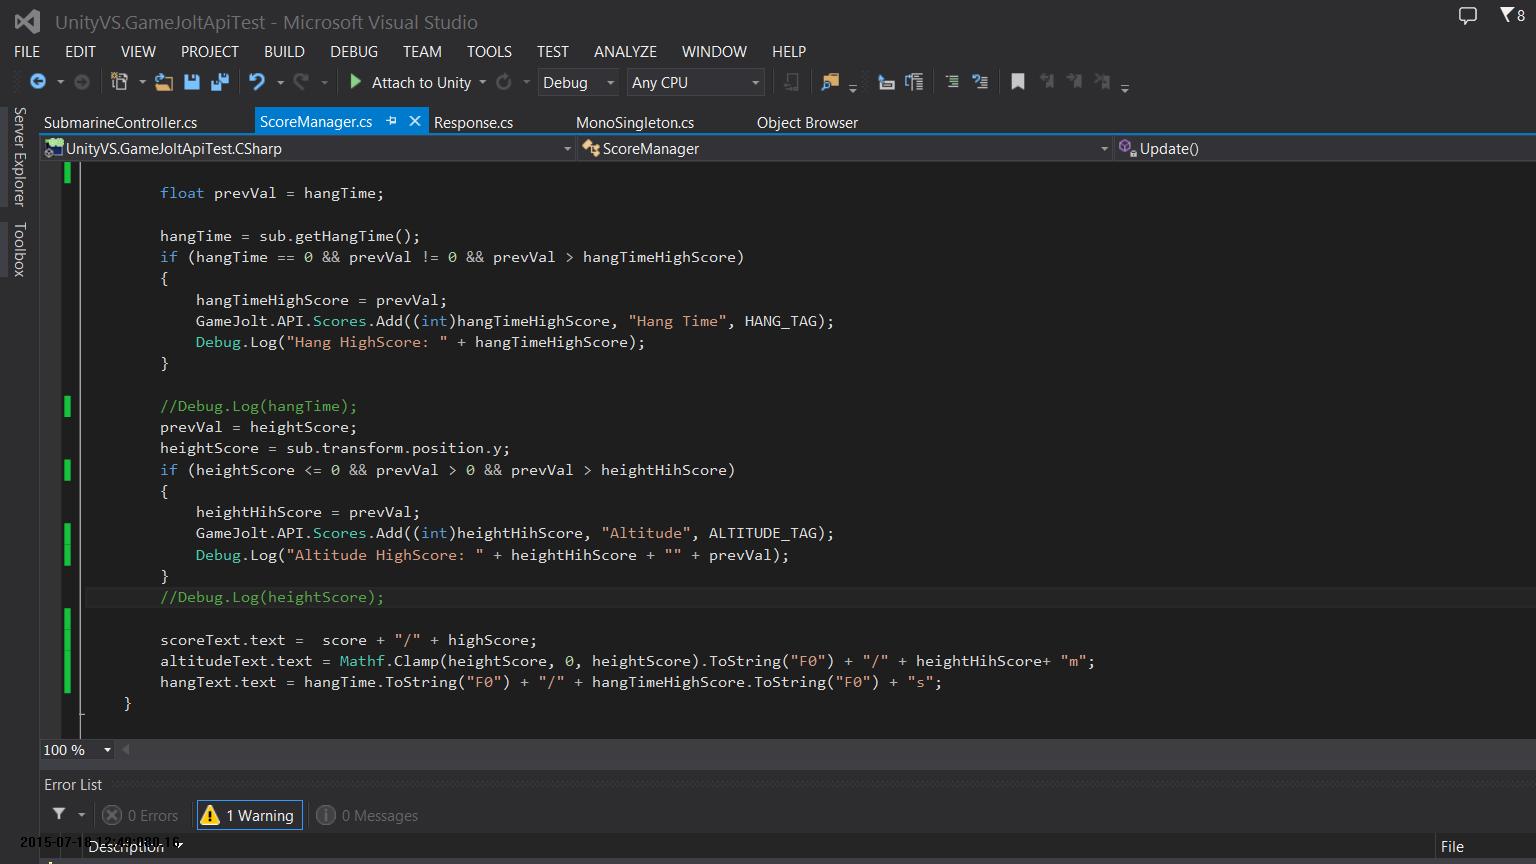 UnityVS.GameJoltApiTest - Microsoft Visual Studio
8
FILE EDIT VIEW PROJECT BUILD DEBUG TEAM TOOLS TEST ANALYZE WINDOW HELP
Attach to Unity Debug Any CPU
Server Explorer
Toolbox
SubmarineController.cs ScoreManager.cs Response.cs MonoSingleton.cs Object Browser
UnityVS.GameJoltApiTest.CSharp ScoreManager Update()
float prevVal = hangTime;
hangTime = sub.getHangTime();
if (hangTime == 0 && prevVal != 0 && prevVal > hangTimeHighScore)
{
hangTimeHighScore = prevVal;
GameJolt.API.Scores.Add((int)hangTimeHighScore, "Hang Time", HANG_TAG);
Debug.Log("Hang HighScore: " + hangTimeHighScore);
}
//Debug.Log(hangTime);
prevVal = heightScore;
heightScore = sub.transform.position.y;
if (heightScore <= 0 && prevVal > 0 && prevVal > heightHihScore)
{
heightHihScore = prevVal;
GameJolt.API.Scores.Add((int)heightHihScore, "Altitude", ALTITUDE_TAG);
Debug.Log("Altitude HighScore: " + heightHihScore + "" + prevVal);
}
//Debug.Log(heightScore);
scoreText.text =  score + "/" + highScore;
altitudeText.text = Mathf.Clamp(heightScore, 0, heightScore).ToString("F0") + "/" + heightHihScore+ "m";
hangText.text = hangTime.ToString("F0") + "/" + hangTimeHighScore.ToString("F0") + "s";
}
100 %
Error List
0 Errors 1 Warning 0 Messages
Description File